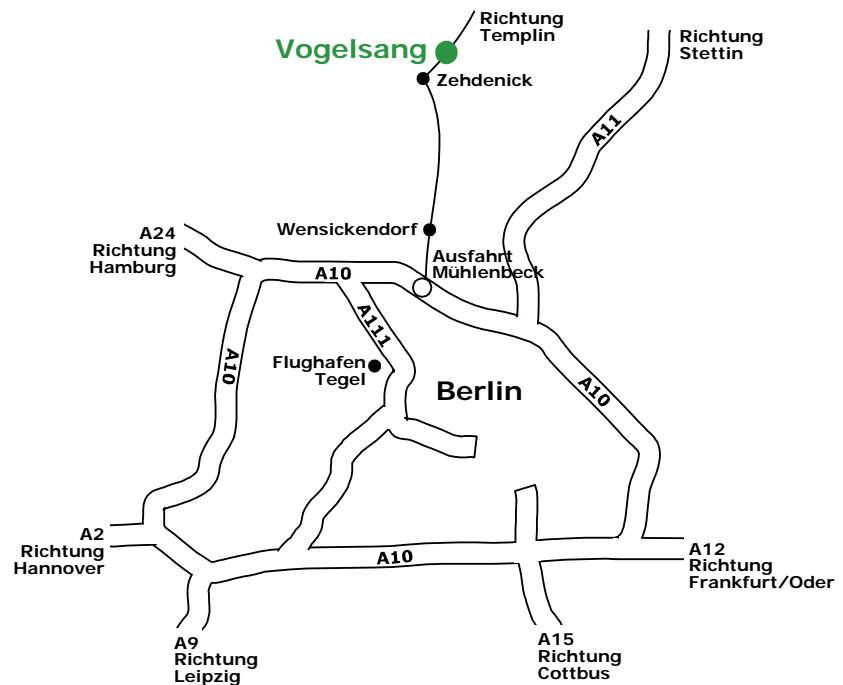 Richtung
Templin
Vogelsang
Zehdenick
Richtung
Stettin
A11
Wensickendorf
A24
Richtung
Hamburg
Ausfahrt
Mühlenbeck
A10
A111
A10
Flughafen
Tegel
Berlin
A10
A2
Richtung
Hannover
A10
A12
Richtung
Frankfurt/Oder
A9
Richtung
Leipzig
A15
Richtung
Cottbus